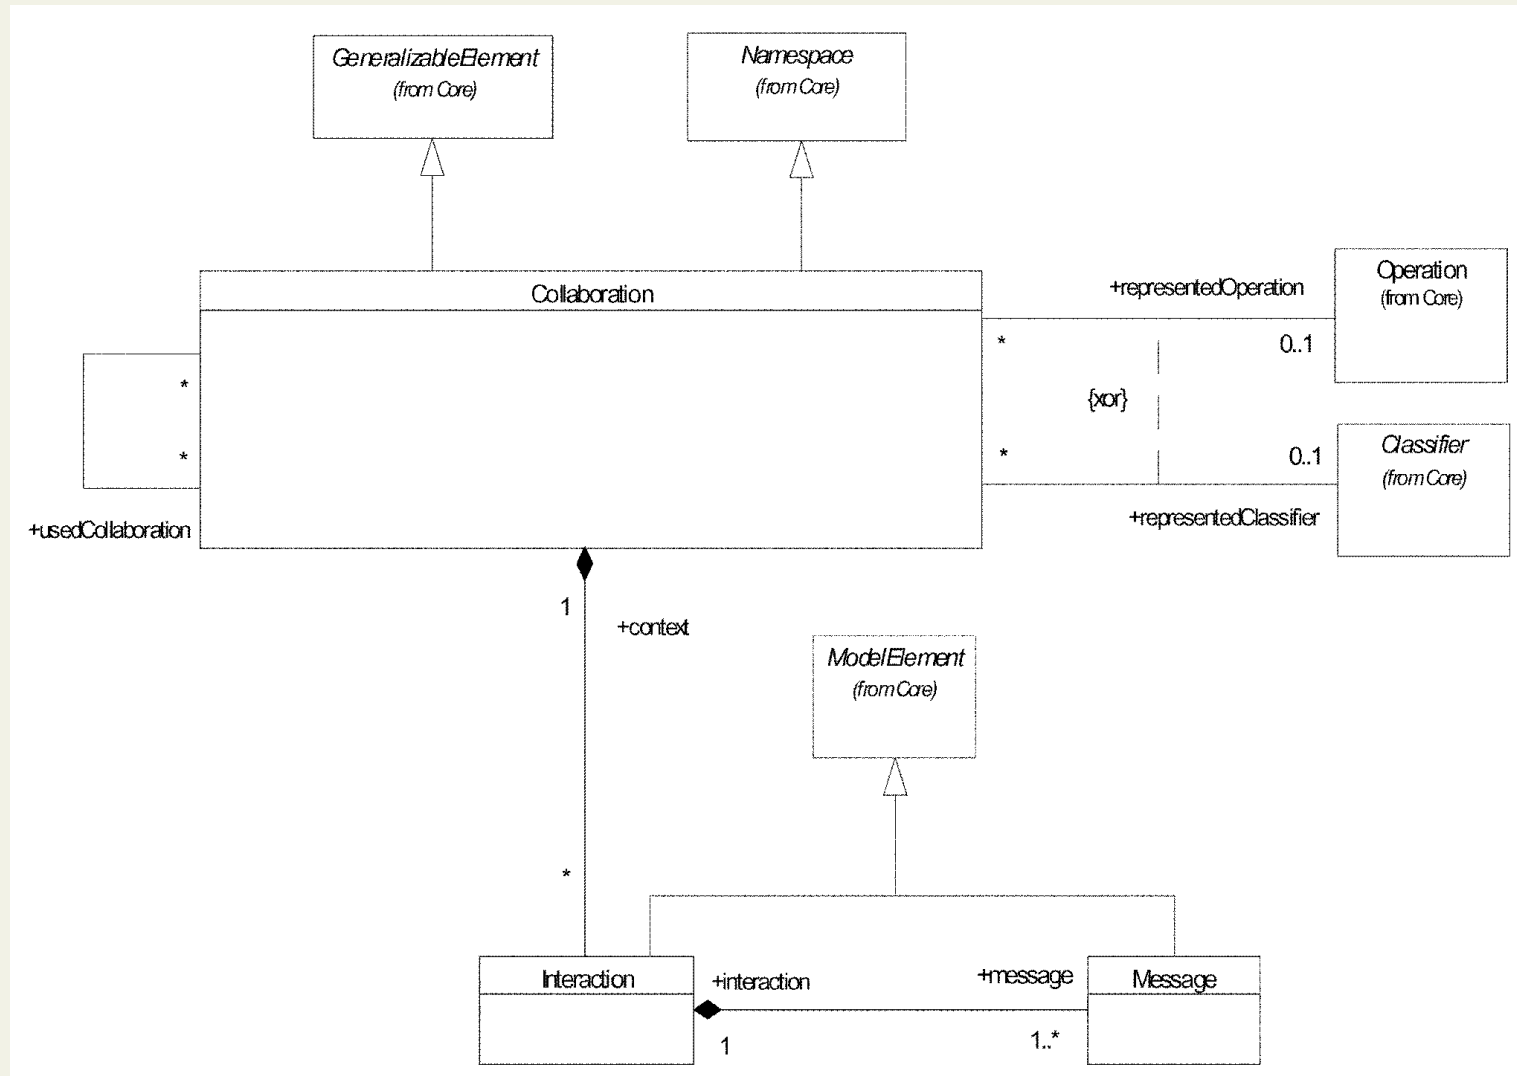 GeneralizableElement
(from Core)
Namespace
(from Core)
Collaboration
+representedOperation
Operation
(from Core)
*
0..1
*
{xor}
*
*
0..1
Classifier
(from Core)
+usedCollaboration
+representedClassifier
1
+context
ModelElement
(from Core)
*
Interaction
+interaction
+message
Message
1
1..*